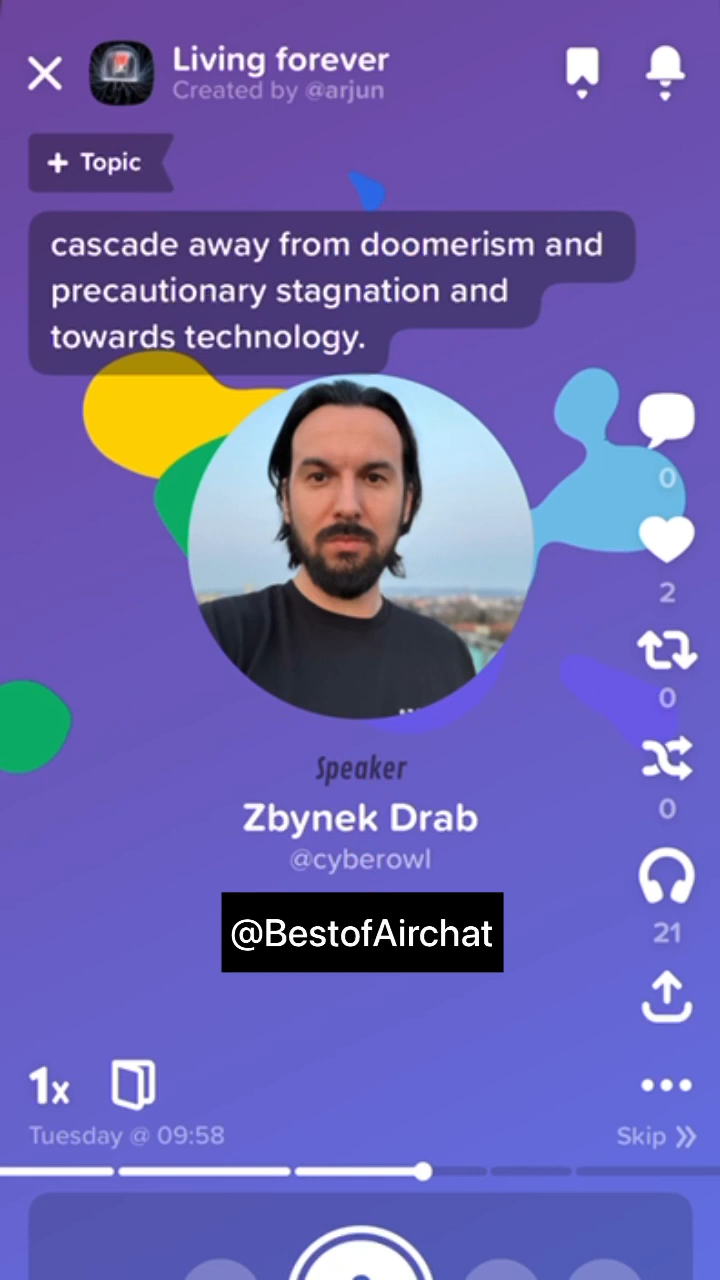 Living forever
Created by @arjun
+ Topic
cascade away from doomerism and
precautionary stagnation and
towards technology.
0
2
0
0
21
Speaker
Zbynek Drab
@cyberowl
@BestofAirchat
1x
Tuesday @ 09:58
Skip